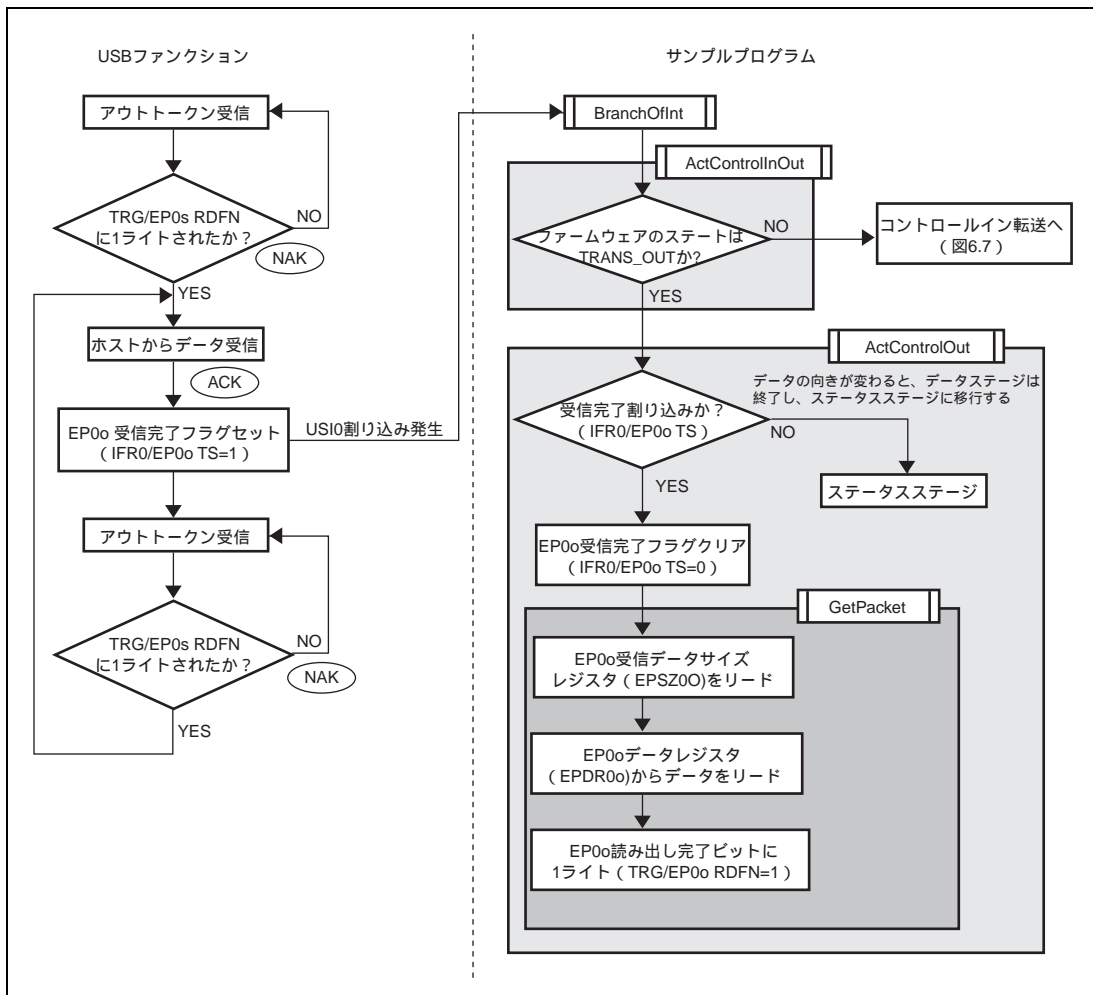 USBファンクション
アウトトークン受信
TRG/EP0s RDFN
に1ライトされたか？
NO
NAK
YES
ホストからデータ受信
ACK
EP0o 受信完了フラグセット
（IFR0/EP0o TS=1）
USI0割り込み発生
アウトトークン受信
TRG/EP0s RDFN
に1ライトされたか？
NO
NAK
YES
サンプルプログラム
BranchOfInt
ActControlInOut
ファームウェアのステートは
TRANS_OUTか?
NO
コントロールイン転送へ
（図6.7）
YES
ActControlOut
データの向きが変わると、データステージは
終了し、ステータスステージに移行する
受信完了割り込みか？
（IFR0/EP0o TS）
NO
ステータスステージ
YES
EP0o受信完了フラグクリア
（IFR0/EP0o TS=0）
GetPacket
EP0o受信データサイズ
レジスタ（EPSZ0O)をリード
EP0oデータレジスタ
（EPDR0o)からデータをリード
EP0o読み出し完了ビットに
1ライト（TRG/EP0o RDFN=1）